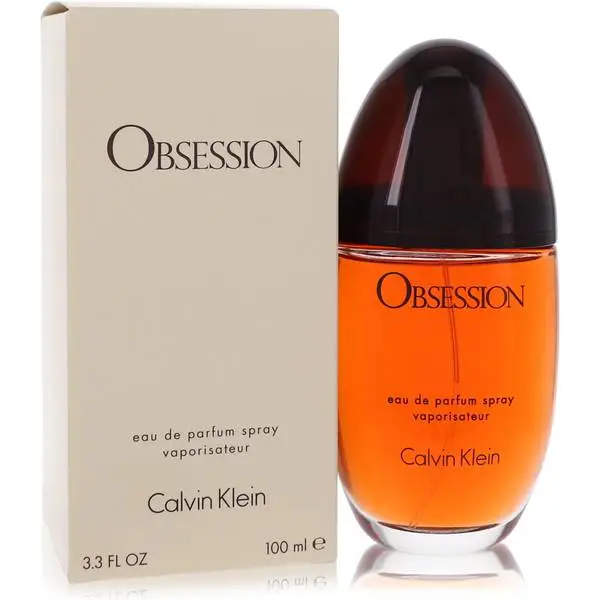 OBSESSION
eau de parfum spray
vaporisateur
Calvin Klein
3.3 FL OZ 100 ml ℮
OBSESSION
eau de parfum spray
vaporisateur
Calvin Klein